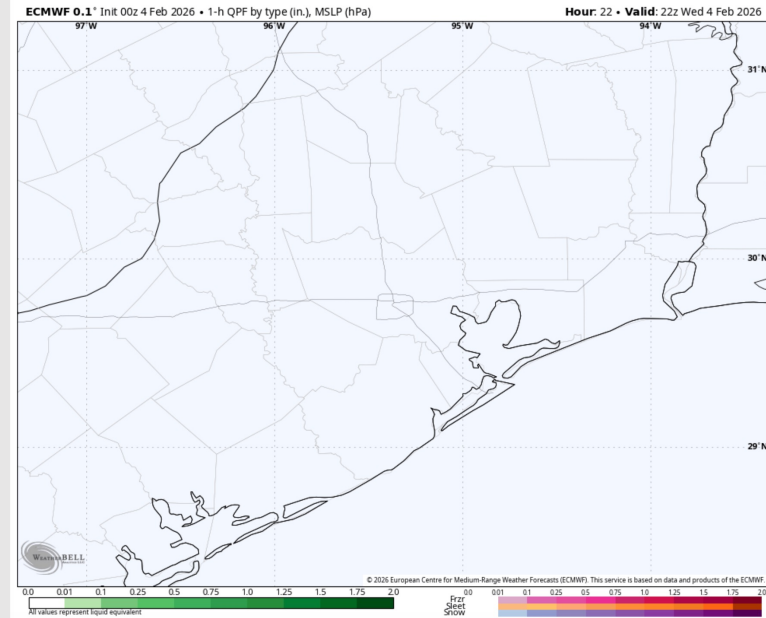 ECMWF 0.1° Init 00z 4 Feb 2026 • 1-h QPF by type (in.), MSLP (hPa)
Hour: 22 • Valid: 22z Wed 4 Feb 2026
97°W 96°W 95°W 94°W
31°N
30°N
29°N
WEATHERBELL
© 2026 European Centre for Medium-Range Weather Forecasts (ECMWF). This service is based on data and products of the ECMWF.
0.0 0.01 0.1 0.25 0.5 0.75 1.0 1.25 1.5 1.75 2.0
0.0 0.01 0.1 0.25 0.5 0.75 1.0 1.25 1.5 1.75 2.0
Frzr
Sleet
Snow
All values represent liquid equivalent